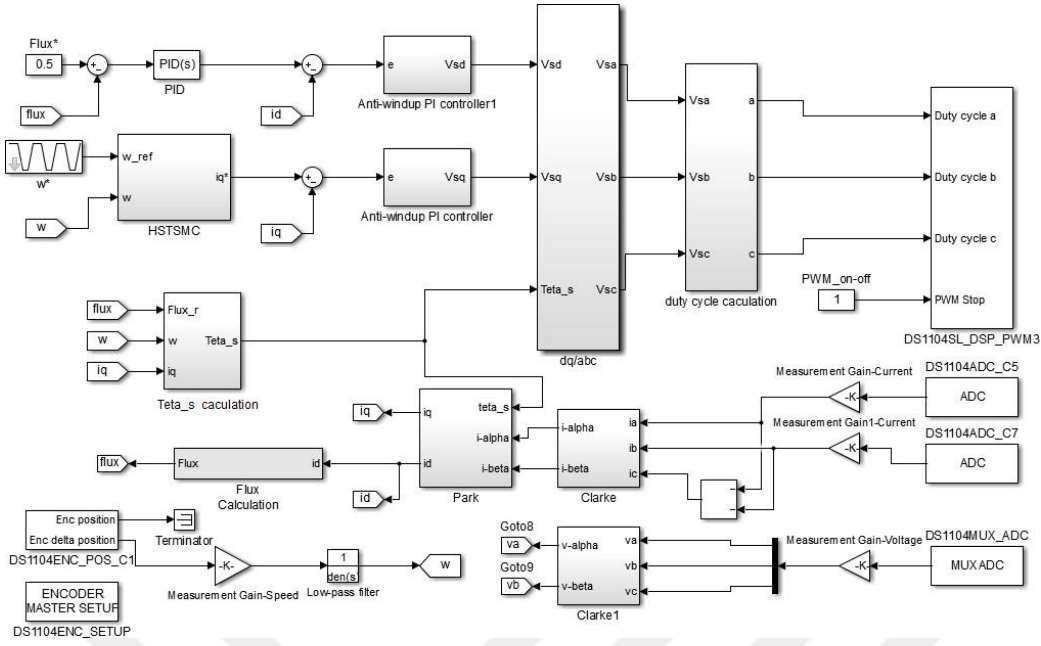 Flux*
0.5
flux
PID(s)
PID
id
e
Vsd
Anti-windup PI controller1
w*
w
w_ref
w
iq*
HSTSMC
iq
e
Vsq
Anti-windup PI controller
Vsd
Vsq
Teta_s
Vsa
Vsb
Vsc
dq/abc
Vsa
Vsb
Vsc
a
b
c
duty cycle caculation
PWM_on-off
1
Duty cycle a
Duty cycle b
Duty cycle c
PWM Stop
DS1104SL_DSP_PWM3
flux
w
iq
Flux_r
w
iq
Teta_s
Teta_s caculation
iq
id
flux
Flux
id
Flux
Calculation
iq
id
teta_s
i-alpha
i-beta
Park
i-alpha
i-beta
ia
ib
ic
Clarke
Measurement Gain-Current
-K-
DS1104ADC_C5
ADC
Measurement Gain1-Current
-K-
DS1104ADC_C7
ADC
Enc position
Enc delta position
DS1104ENC_POS_C1
Terminator
-K-
Measurement Gain-Speed
1
den(s)
Low-pass filter
w
ENCODER
MASTER SETUP
DS1104ENC_SETUP
Goto8
va
Goto9
vb
v-alpha
v-beta
va
vb
vc
Clarke1
Measurement Gain-Voltage
-K-
DS1104MUX_ADC
MUX ADC